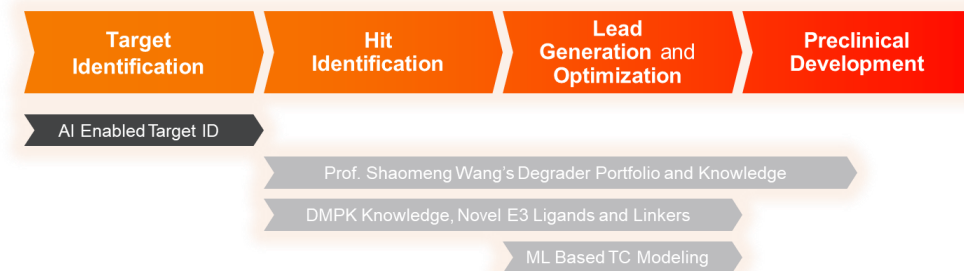 Target
Identification
Hit
Identification
Lead
Generation and
Optimization
Preclinical
Development
AI Enabled Target ID
Prof. Shaomeng Wang's Degrader Portfolio and Knowledge
DMPK Knowledge, Novel E3 Ligands and Linkers
ML Based TC Modeling